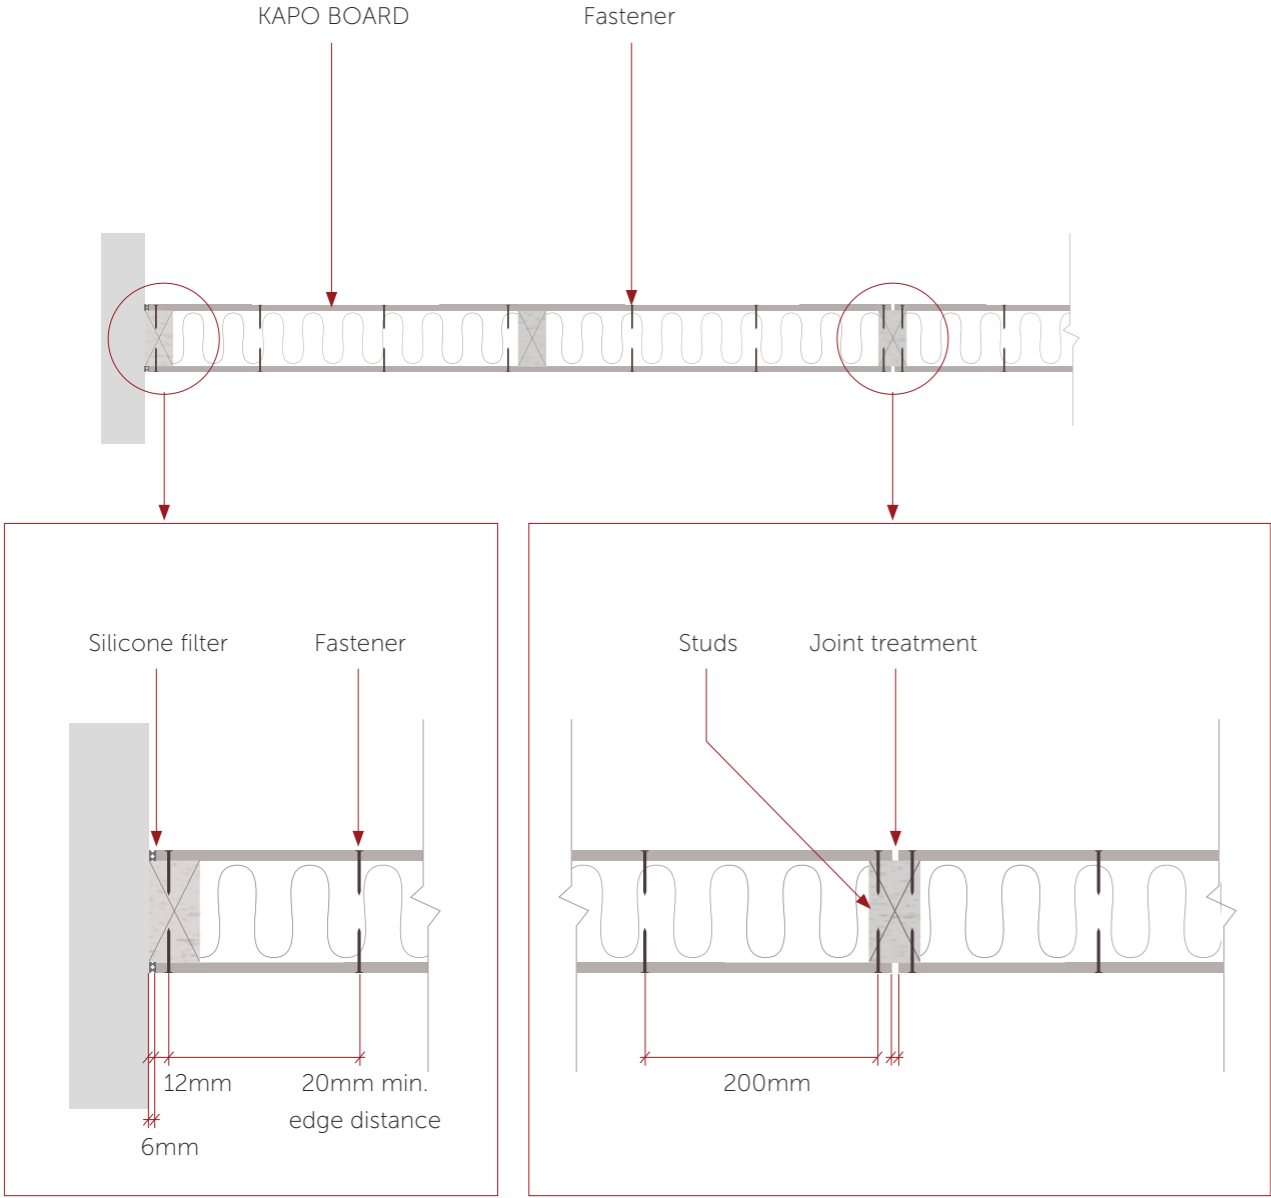 KAPO BOARD
Fastener
Silicone filter
Fastener
12mm
20mm min.
edge distance
6mm
Studs
Joint treatment
200mm